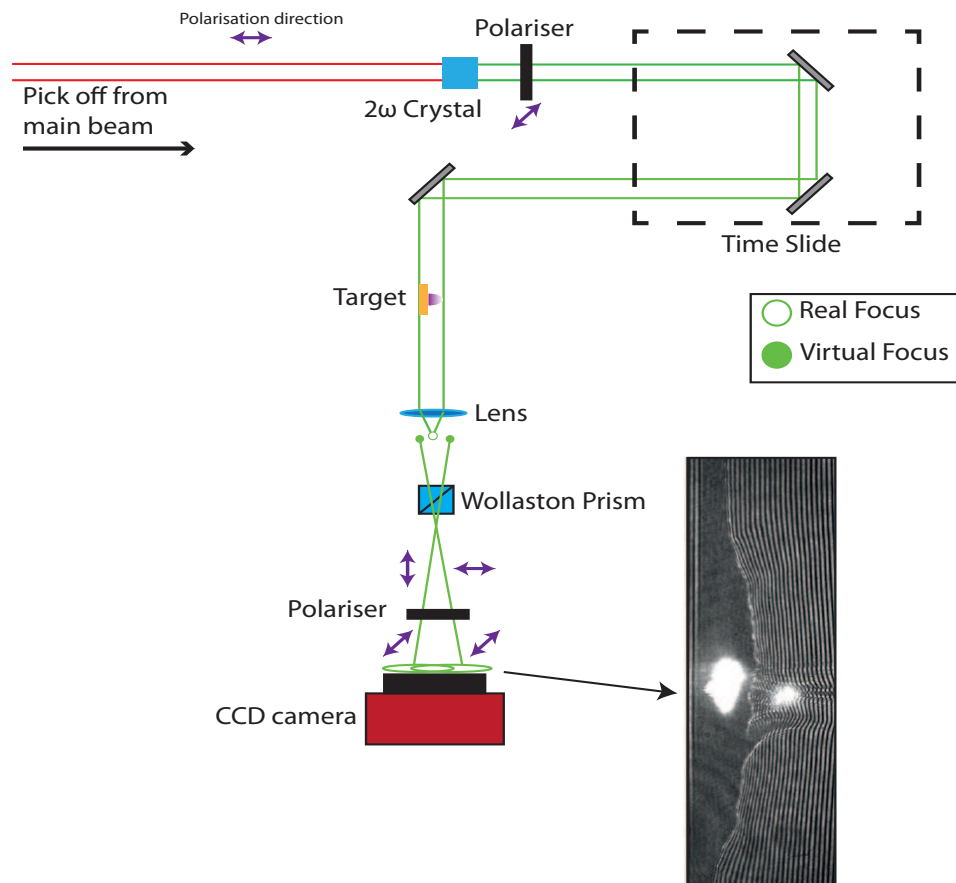 Polarisation direction
Polariser
2ω Crystal
Pick off from
main beam
Time Slide
Target
Real Focus
Virtual Focus
Lens
Wollaston Prism
Polariser
CCD camera